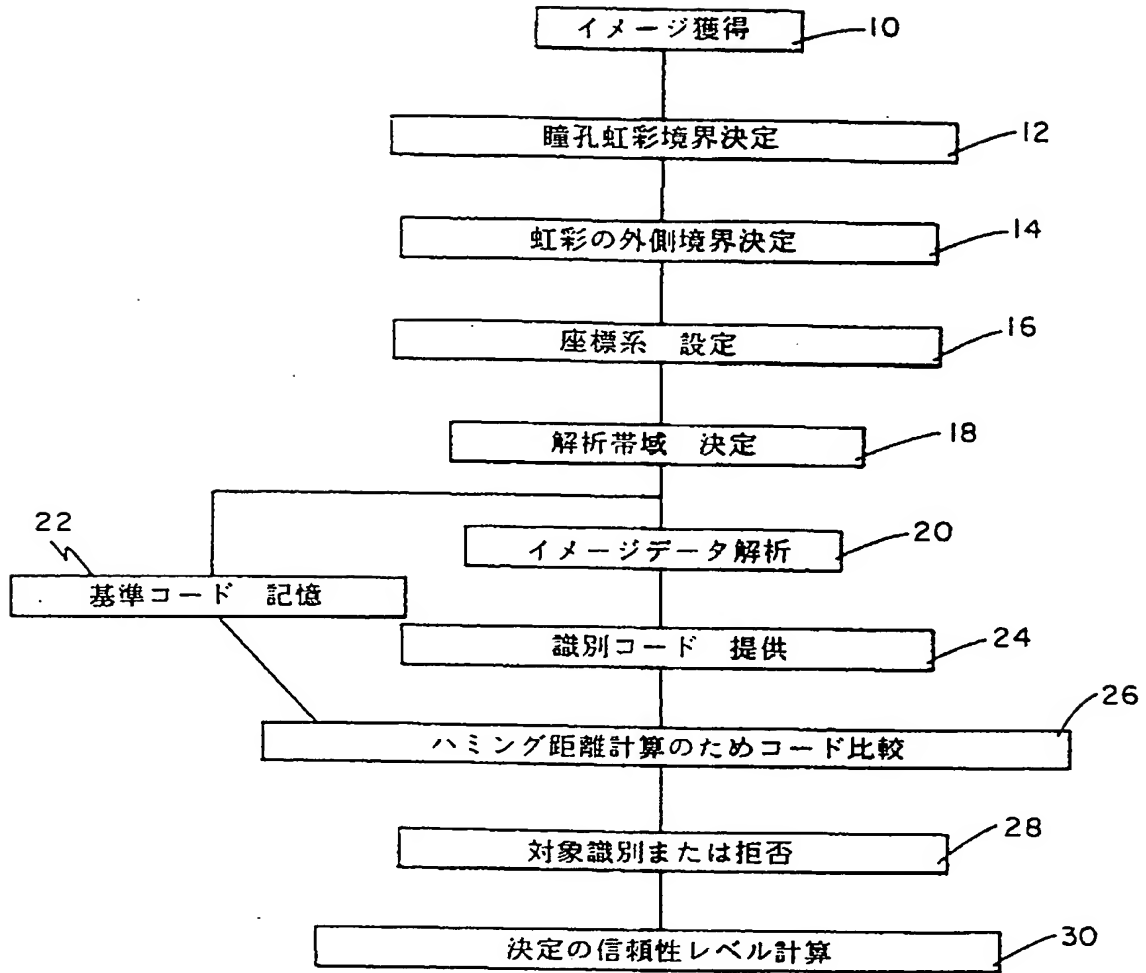 イメージ獲得 10
瞳孔虹彩境界決定 12
虹彩の外側境界決定 14
座標系 設定 16
解析帯域 決定 18
22
イメージデータ解析 20
基準コード 記憶
識別コード 提供 24
ハミング距離計算のためコード比較 26
対象識別または拒否 28
決定の信頼性レベル計算 30